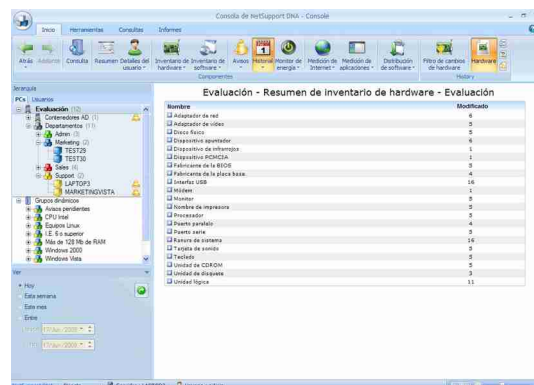 Consola de NetSupport DNA - Console
Inicio Herramientas Consultas Informes
Atrás Adelante Consulta Resumen Detalles del usuario Inventario de hardware Inventario de software Avisos Historial Monitor de energía Medición de Internet Medición de aplicaciones Distribución de software Filtro de cambios de hardware Hardware
Componentes History
Jerarquía
PCs Usuarios
Evaluación (12)
Contenedores AD (1)
Departamentos (11)
Admin (3)
Marketing (2)
TEST29
TEST30
Sales (4)
Support (2)
LAPTOP3
MARKETINGVISTA
Grupos dinámicos
Avisos pendientes
CPU Intel
Equipos Linux
I.E. 6 o superior
Más de 128 Mb de RAM
Windows 2000
Windows Vista
Ver
Hoy
Esta semana
Este mes
Entre
Evaluación - Resumen de inventario de hardware - Evaluación
Nombre Modificado
Adaptador de red 6
Adaptador de vídeo 5
Disco físico 5
Dispositivo apuntador 6
Dispositivo de infrarrojos 1
Dispositivo PCMCIA 1
Fabricante de la BIOS 5
Fabricante de la placa base. 4
Interfaz USB 16
Módem 1
Monitor 5
Nombre de impresora 5
Procesador 5
Puerto paralelo 4
Puerto serie 5
Ranura de sistema 16
Tarjeta de sonido 5
Teclado 5
Unidad de CDROM 5
Unidad de disquete 3
Unidad lógica 11